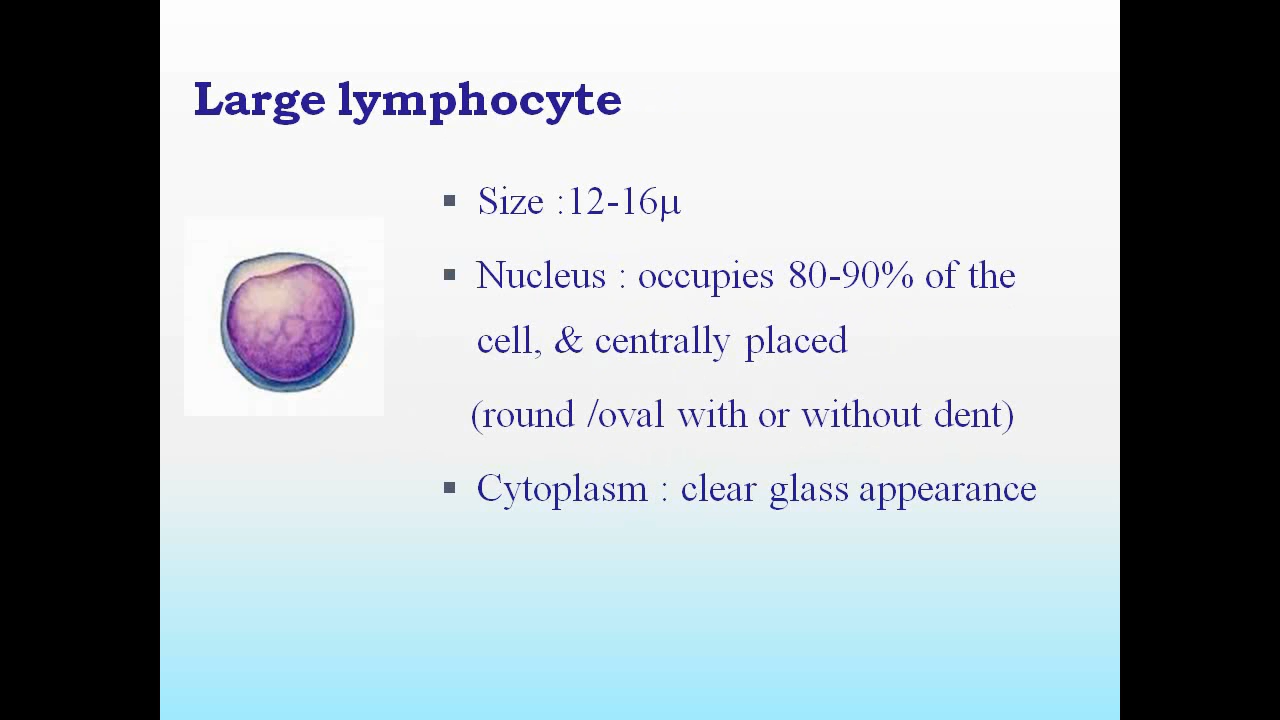 Large lymphocyte
▪ Size :12-16µ
▪ Nucleus : occupies 80-90% of the
cell, & centrally placed
(round /oval with or without dent)
▪ Cytoplasm : clear glass appearance